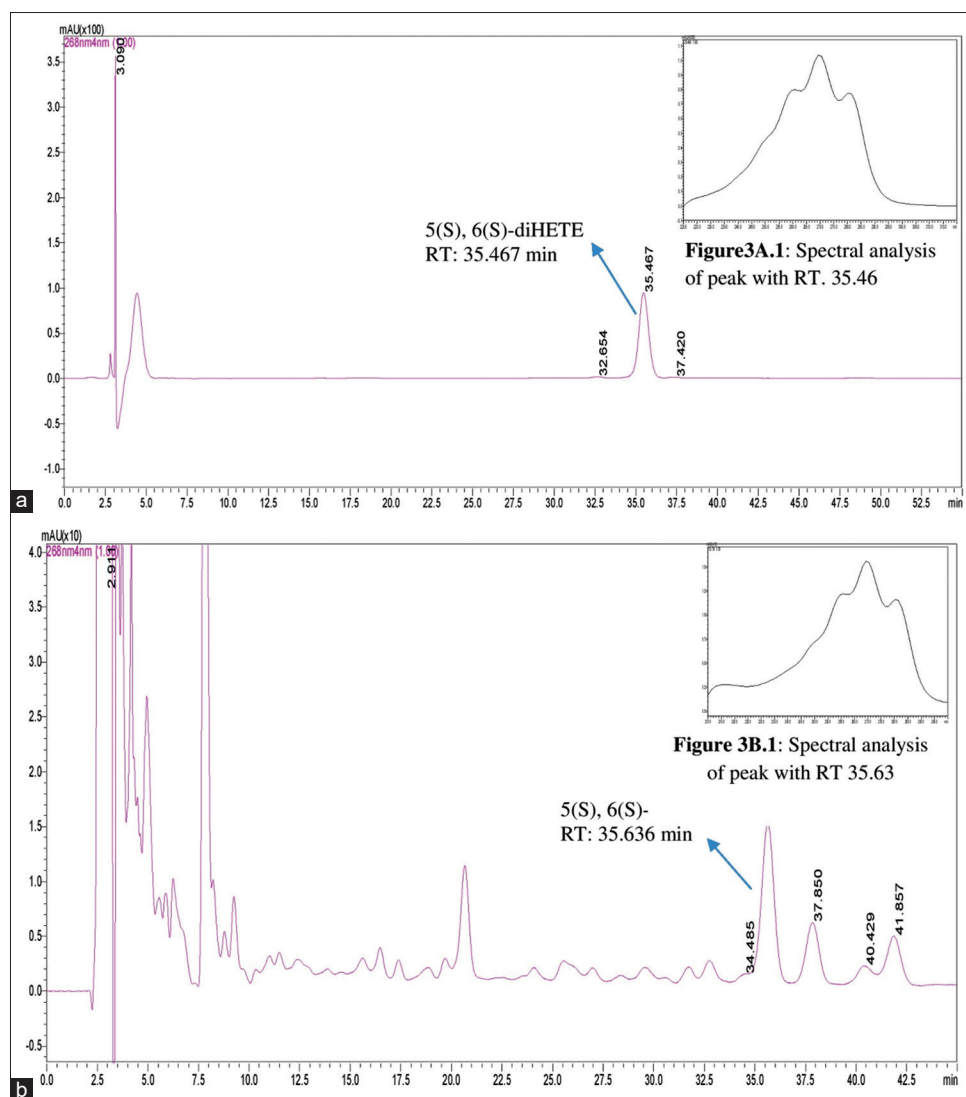 mAU(x100)
268nm4nm (1.00)
3.5
3.0
2.5
2.0
1.5
1.0
0.5
0.0
-0.5
-1.0
3.090
5(S), 6(S)-diHETE
RT: 35.467 min
32.654
35.467
37.420
Figure3A.1: Spectral analysis
of peak with RT. 35.46
0.0 2.5 5.0 7.5 10.0 12.5 15.0 17.5 20.0 22.5 25.0 27.5 30.0 32.5 35.0 37.5 40.0 42.5 45.0 47.5 50.0 52.5 min
a
mAU(x10)
268nm4nm (1.00)
4.0
3.5
3.0
2.5
2.0
1.5
1.0
0.5
0.0
-0.5
2.911
Figure 3B.1: Spectral analysis
of peak with RT 35.63
5(S), 6(S)-
RT: 35.636 min
34.485
37.850
40.429
41.857
0.0 2.5 5.0 7.5 10.0 12.5 15.0 17.5 20.0 22.5 25.0 27.5 30.0 32.5 35.0 37.5 40.0 42.5 min
b